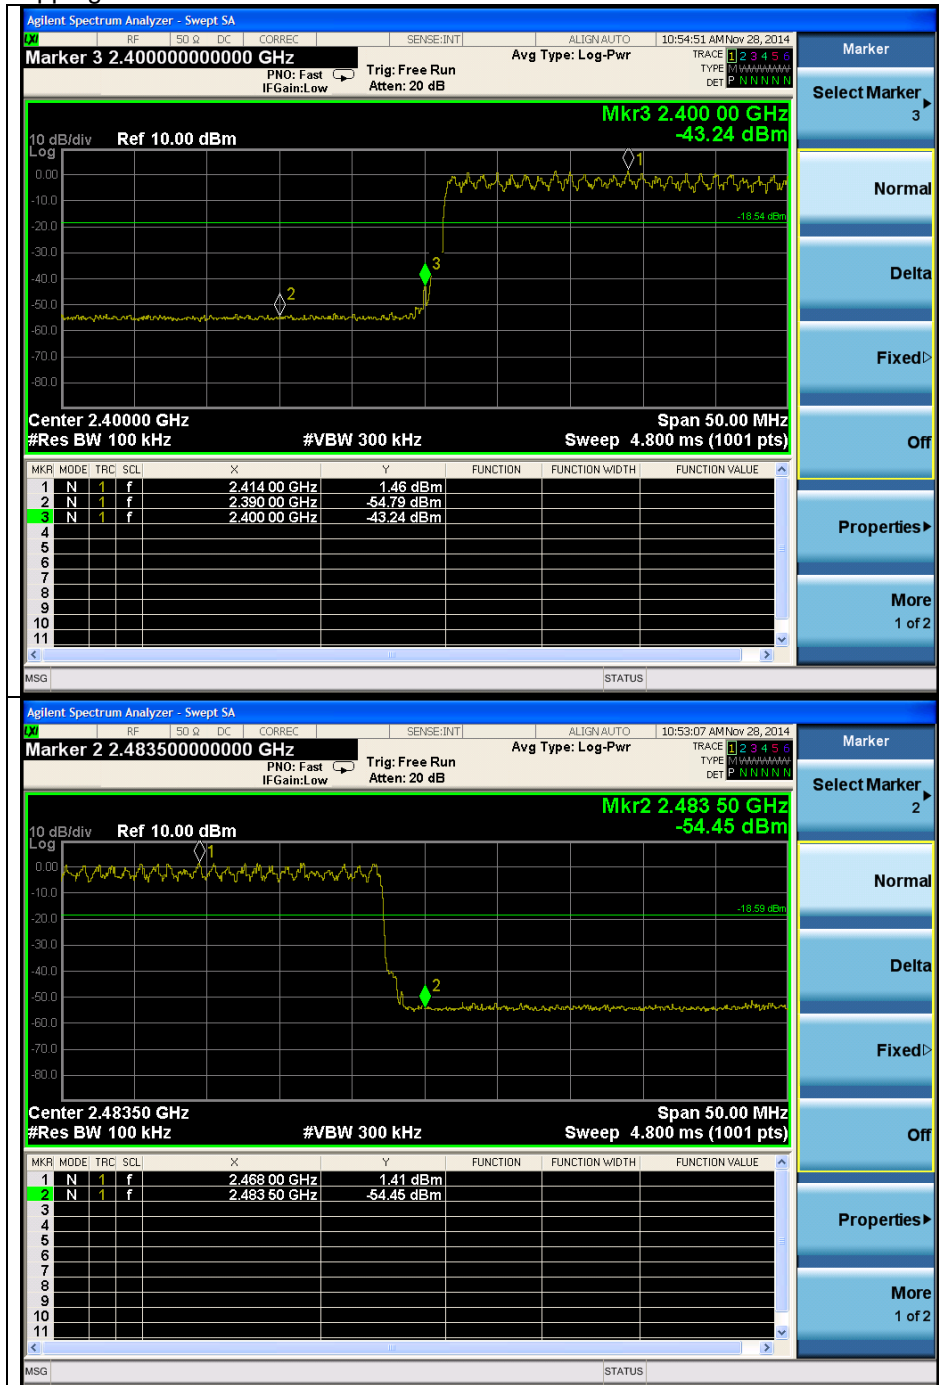 Agilent Spectrum Analyzer - Swept SA
LXI RF 50 Ω DC CORREC SENSE:INT ALIGN AUTO 10:54:51 AM Nov 28, 2014
Marker 3 2.400000000000 GHz
PNO: Fast
IFGain:Low
Trig: Free Run
Atten: 20 dB
Avg Type: Log-Pwr
TRACE 1 2 3 4 5 6
TYPE M WWWWW
DET P N N N N N
Mkr3 2.400 00 GHz
-43.24 dBm
10 dB/div Ref 10.00 dBm
Log
1
0.00
-10.0
-18.54 dBm
-20.0
-30.0
3
-40.0
2
-50.0
-60.0
-70.0
-80.0
Center 2.40000 GHz Span 50.00 MHz
#Res BW 100 kHz #VBW 300 kHz Sweep 4.800 ms (1001 pts)
MKR MODE TRC SCL X Y FUNCTION FUNCTION WIDTH FUNCTION VALUE
1 N 1 f 2.414 00 GHz 1.46 dBm
2 N 1 f 2.390 00 GHz -54.79 dBm
3 N 1 f 2.400 00 GHz -43.24 dBm
4
5
6
7
8
9
10
11
MSG STATUS
Marker
Select Marker
3
Normal
Delta
Fixed
Off
Properties
More
1 of 2
Agilent Spectrum Analyzer - Swept SA
LXI RF 50 Ω DC CORREC SENSE:INT ALIGN AUTO 10:53:07 AM Nov 28, 2014
Marker 2 2.483500000000 GHz
PNO: Fast
IFGain:Low
Trig: Free Run
Atten: 20 dB
Avg Type: Log-Pwr
TRACE 1 2 3 4 5 6
TYPE M WWWWW
DET P N N N N N
Mkr2 2.483 50 GHz
-54.45 dBm
10 dB/div Ref 10.00 dBm
Log
1
0.00
-10.0
-18.59 dBm
-20.0
-30.0
-40.0
2
-50.0
-60.0
-70.0
-80.0
Center 2.48350 GHz Span 50.00 MHz
#Res BW 100 kHz #VBW 300 kHz Sweep 4.800 ms (1001 pts)
MKR MODE TRC SCL X Y FUNCTION FUNCTION WIDTH FUNCTION VALUE
1 N 1 f 2.468 00 GHz 1.41 dBm
2 N 1 f 2.483 50 GHz -54.45 dBm
3
4
5
6
7
8
9
10
11
MSG STATUS
Marker
Select Marker
2
Normal
Delta
Fixed
Off
Properties
More
1 of 2